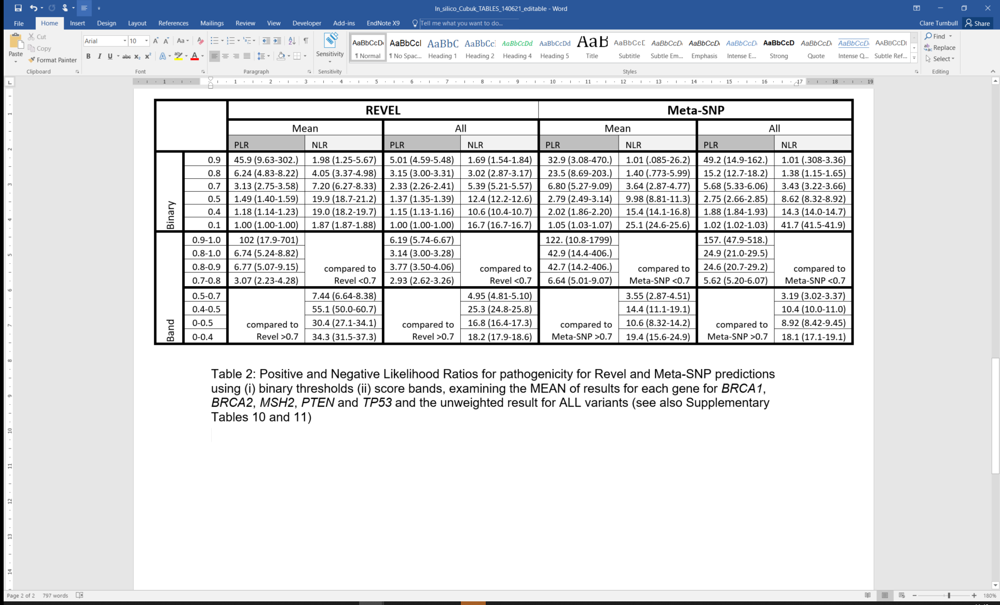 In_silico_Cubuk_TABLES_140621_editable - Word
File Home Insert Design Layout References Mailings Review View Developer Add-ins EndNote X9 Tell me what you want to do... Clare Turnbull Share
Paste Cut Copy Format Painter Clipboard
Arial 10 Font
Paragraph
Sensitivity Sensitivity
AaBbCcDı AaBbCcI AaBbC AaBbCc AaBbCcDd AaBbCcDd AaB AaBbCcD AaBbCcDı AaBbCcDı AaBbCcDı AaBbCcD AaBbCcDı AaBbCcDı AABBCCDI
¶ Normal ¶ No Spac... Heading 1 Heading 2 Heading 4 Heading 5 Title Subtitle Subtle Em... Emphasis Intense E... Strong Quote Intense Q... Subtle Ref...
Styles
Find Replace Select Editing
1 1 2 3 4 5 6 7 8 9 10 11 12 13 14 15 16 17 18 19
REVEL Meta-SNP
Mean All Mean All
PLR NLR PLR NLR PLR NLR PLR NLR
Binary
0.9 45.9 (9.63-302.) 1.98 (1.25-5.67) 5.01 (4.59-5.48) 1.69 (1.54-1.84) 32.9 (3.08-470.) 1.01 (.085-26.2) 49.2 (14.9-162.) 1.01 (.308-3.36)
0.8 6.24 (4.83-8.22) 4.05 (3.37-4.98) 3.15 (3.00-3.31) 3.02 (2.87-3.17) 23.5 (8.69-203.) 1.40 (.773-5.99) 15.2 (12.7-18.2) 1.38 (1.15-1.65)
0.7 3.13 (2.75-3.58) 7.20 (6.27-8.33) 2.33 (2.26-2.41) 5.39 (5.21-5.57) 6.80 (5.27-9.09) 3.64 (2.87-4.77) 5.68 (5.33-6.06) 3.43 (3.22-3.66)
0.5 1.49 (1.40-1.59) 19.9 (18.7-21.2) 1.37 (1.35-1.39) 12.4 (12.2-12.6) 2.79 (2.49-3.14) 9.98 (8.81-11.3) 2.75 (2.66-2.85) 8.62 (8.32-8.92)
0.4 1.18 (1.14-1.23) 19.0 (18.2-19.7) 1.15 (1.13-1.16) 10.6 (10.4-10.7) 2.02 (1.86-2.20) 15.4 (14.1-16.8) 1.88 (1.84-1.93) 14.3 (14.0-14.7)
0.1 1.00 (1.00-1.00) 1.87 (1.87-1.88) 1.00 (1.00-1.00) 16.7 (16.7-16.7) 1.05 (1.03-1.07) 25.1 (24.6-25.6) 1.02 (1.02-1.03) 41.7 (41.5-41.9)
Band
0.9-1.0 102 (17.9-701) 6.19 (5.74-6.67) 122. (10.8-1799) 157. (47.9-518.)
0.8-1.0 6.74 (5.24-8.82) 3.14 (3.00-3.28) 42.9 (14.4-406.) 24.9 (21.0-29.5)
0.8-0.9 6.77 (5.07-9.15) compared to 3.77 (3.50-4.06) compared to 42.7 (14.2-406.) compared to 24.6 (20.7-29.2) compared to
0.7-0.8 3.07 (2.23-4.28) Revel <0.7 2.93 (2.62-3.26) Revel <0.7 6.64 (5.01-9.07) Meta-SNP <0.7 5.62 (5.20-6.07) Meta-SNP <0.7
0.5-0.7 7.44 (6.64-8.38) 4.95 (4.81-5.10) 3.55 (2.87-4.51) 3.19 (3.02-3.37)
0.4-0.5 55.1 (50.0-60.7) 25.3 (24.8-25.8) 14.4 (11.1-19.1) 10.4 (10.0-11.0)
0-0.5 compared to 30.4 (27.1-34.1) compared to 16.8 (16.4-17.3) compared to 10.6 (8.32-14.2) compared to 8.92 (8.42-9.45)
0-0.4 Revel >0.7 34.3 (31.5-37.3) Revel >0.7 18.2 (17.9-18.6) Meta-SNP >0.7 19.4 (15.6-24.9) Meta-SNP >0.7 18.1 (17.1-19.1)
Table 2: Positive and Negative Likelihood Ratios for pathogenicity for Revel and Meta-SNP predictions
using (i) binary thresholds (ii) score bands, examining the MEAN of results for each gene for BRCA1,
BRCA2, MSH2, PTEN and TP53 and the unweighted result for ALL variants (see also Supplementary
Tables 10 and 11)
Page 2 of 2 797 words 180%